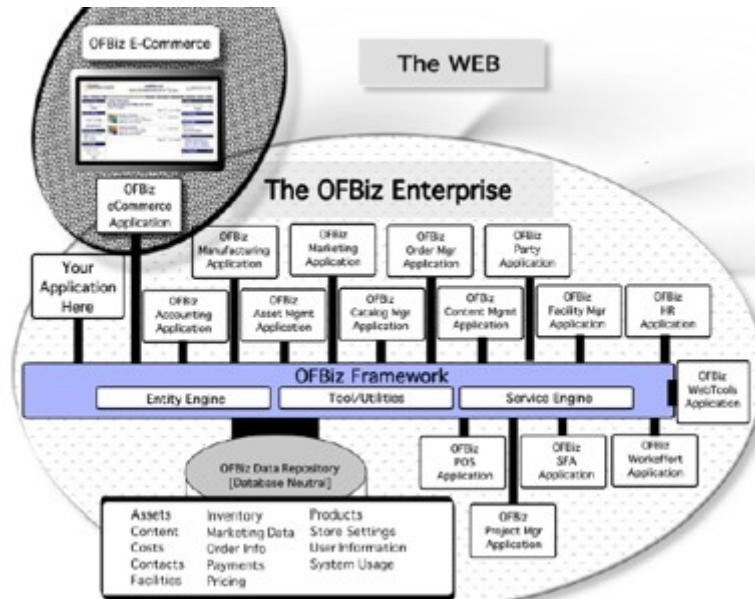 OFBiz E-Commerce
The WEB
OFBiz
eCommerce
Application
The OFBiz Enterprise
Your
Application
Here
OFBiz
Manufacturing
Application
OFBiz
Marketing
Application
OFBiz
Order Mgr
Application
OFBiz
Party
Application
OFBiz
Accounting
Application
OFBiz
Asset Mgmt
Application
OFBiz
Catalog Mgr
Application
OFBiz
Content Mgmt
Application
OFBiz
Facility Mgr
Application
OFBiz
HR
Application
OFBiz Framework
Entity Engine
Tool/Utilities
Service Engine
OFBiz
WebTools
Application
OFBiz
POS
Application
OFBiz
SFA
Application
OFBiz
Workeffort
Application
OFBiz
Project Mgr
Application
OFBiz Data Repository
[Database Neutral]
Assets
Content
Costs
Contacts
Facilities
Inventory
Marketing Data
Order Info
Payments
Pricing
Products
Store Settings
User Information
System Usage